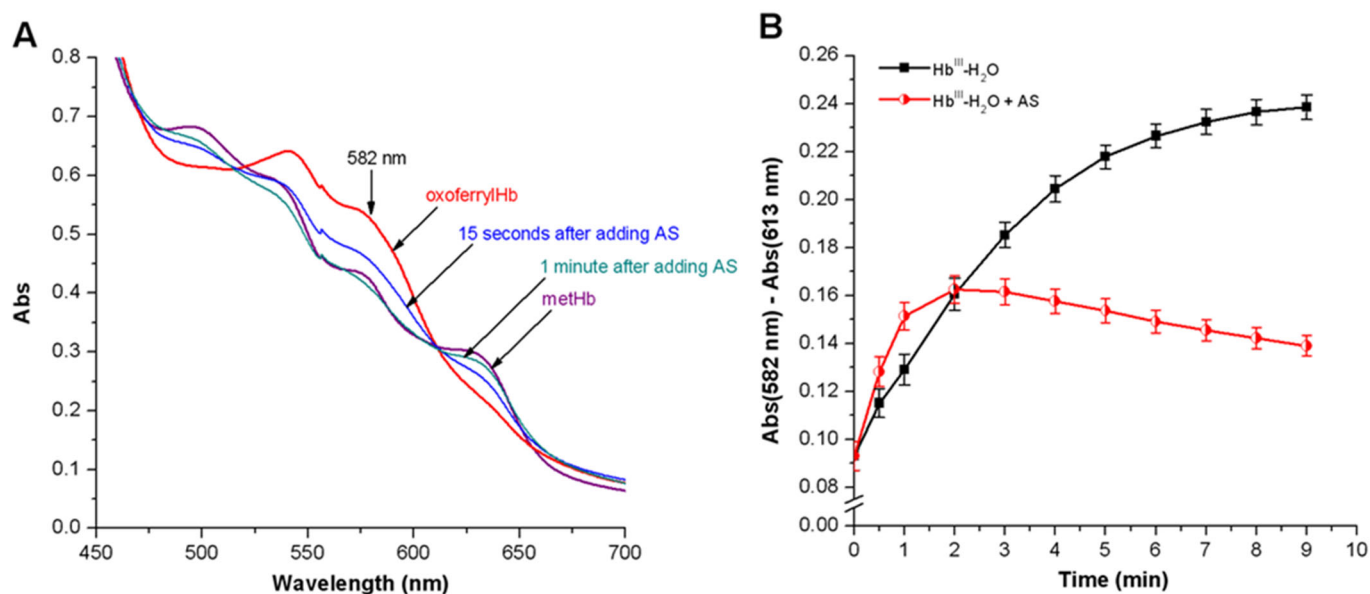 A
Abs
0.8
0.7
0.6
0.5
0.4
0.3
0.2
0.1
0.0
582 nm
oxoferrylHb
15 seconds after adding AS
1 minute after adding AS
metHb
450 500 550 600 650 700
Wavelength (nm)
B
Abs(582 nm) - Abs(613 nm)
0.26
0.24
0.22
0.20
0.18
0.16
0.14
0.12
0.10
0.08
0.00
Hb^III-H₂O
Hb^III-H₂O + AS
0 1 2 3 4 5 6 7 8 9 10
Time (min)